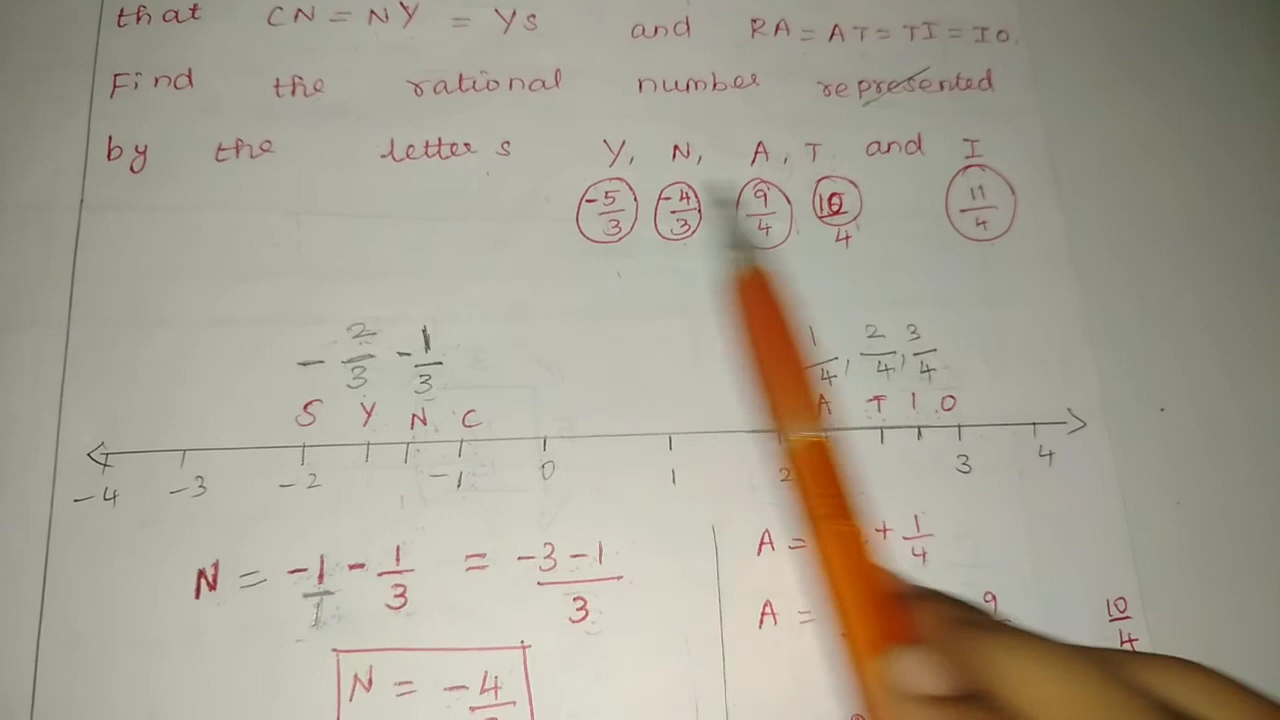 that CN = NY = YS and RA = AT = TI = IO.
Find the rational number represented
by the letters Y, N, A, T and I
-5/3 -4/3 9/4 10/4 11/4
- 2/3 - 1/3 1/4, 2/4, 3/4
S Y N C A T I O
-4 -3 -2 -1 0 1 2 3 4
N = -1/1 - 1/3 = -3-1/3 A = + 1/4
A = 9 10/4
N = -4